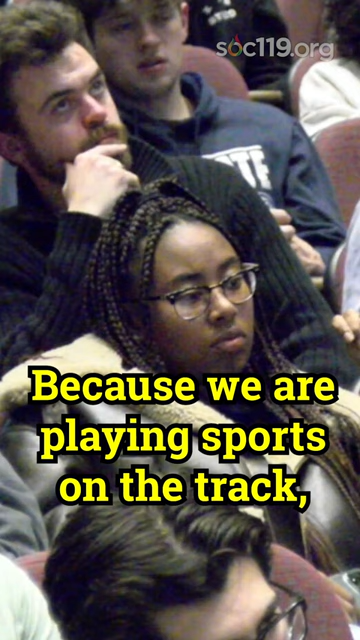 soc119.org
Because we are
playing sports
on the track,